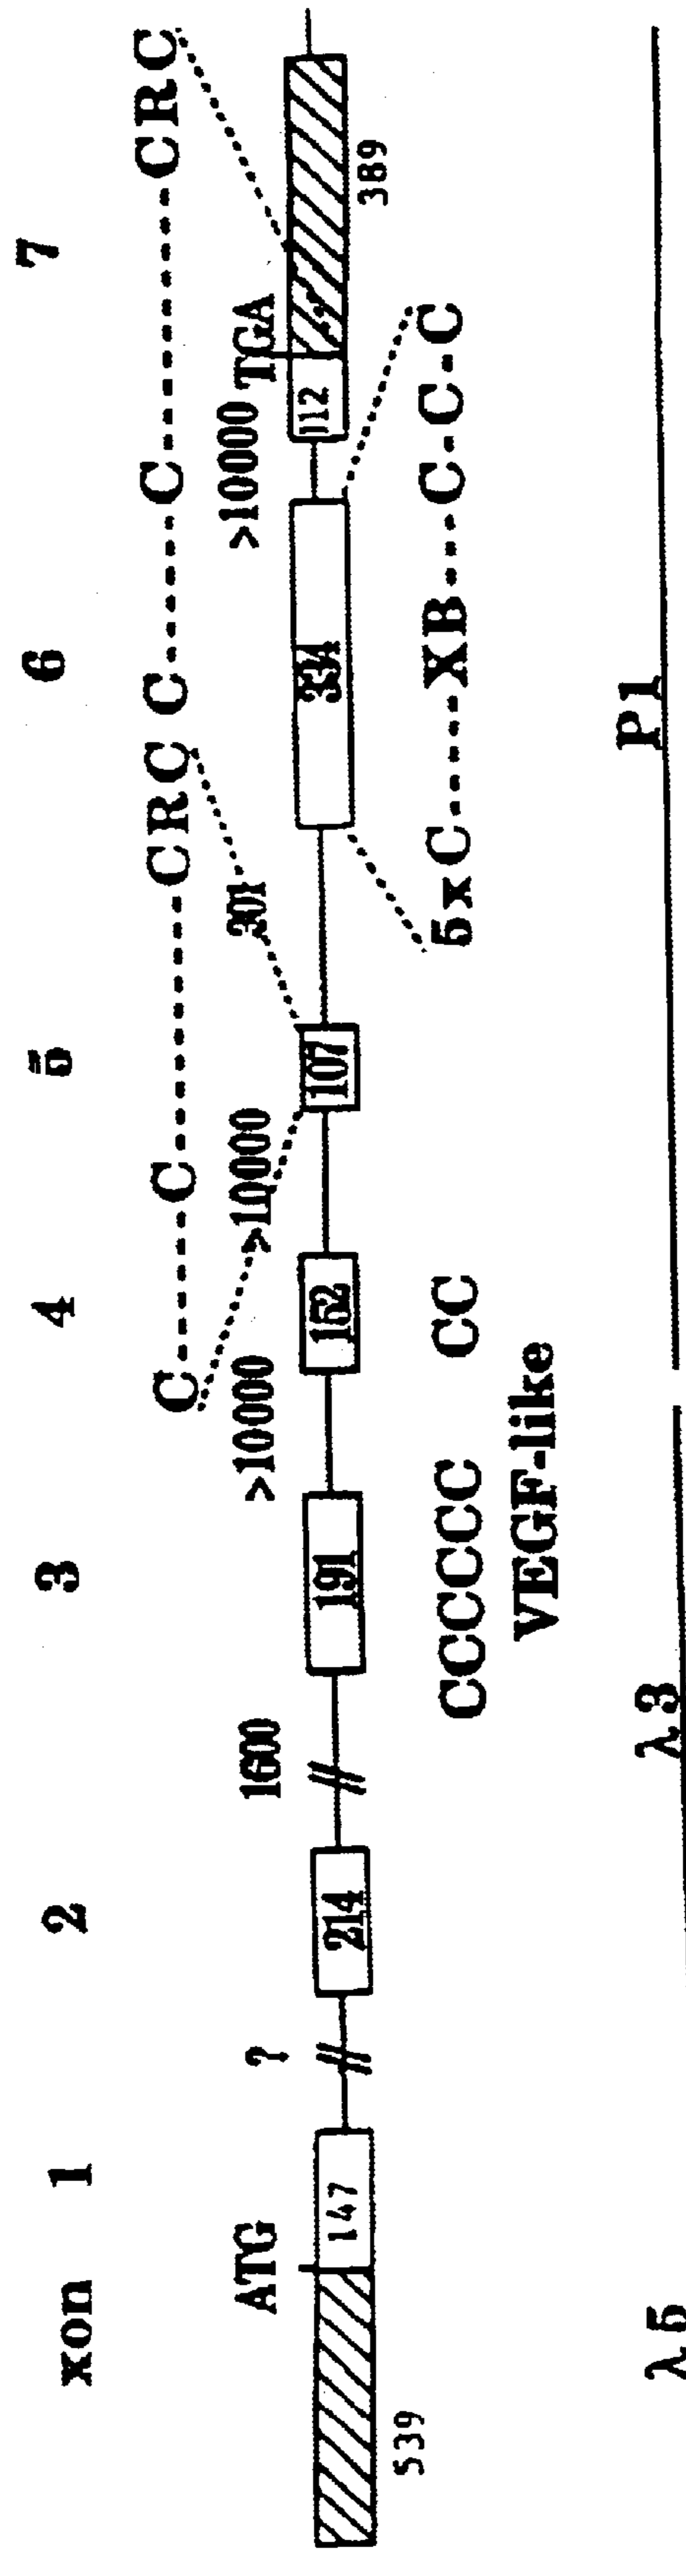 xon 1 2 3 4 5 6 7
C-----C---------CRC C-----C---------CRC
ATG ? 1600 >10000 >10000 301 >10000 TGA
147 214 191 152 107 334 112
539 389
CCCCCC CC 5xC-----XB---C-C-C
VEGF-like
λ5 λ3 P1